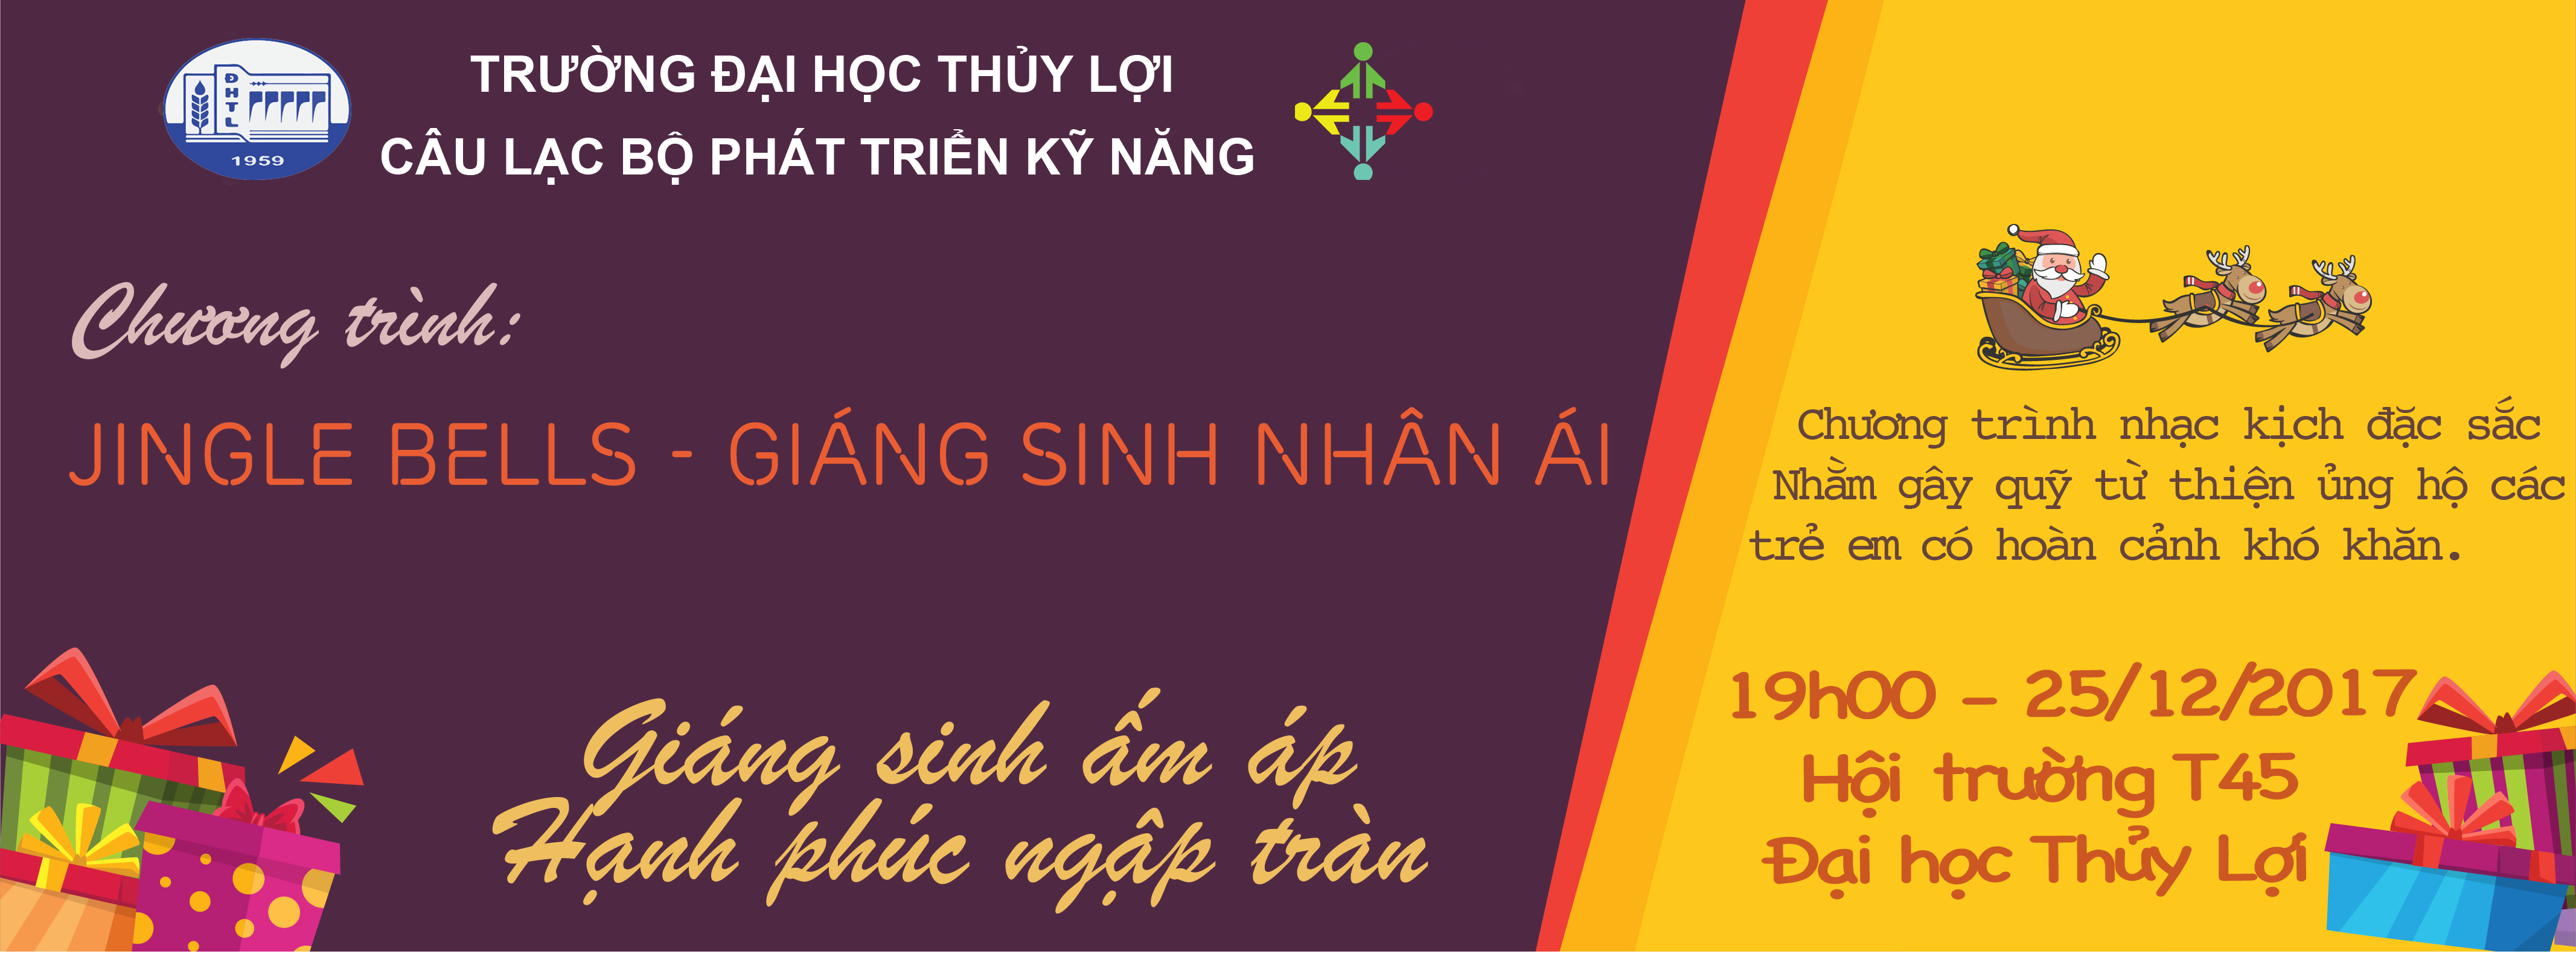 ĐHTL
1959
TRƯỜNG ĐẠI HỌC THỦY LỢI
CÂU LẠC BỘ PHÁT TRIỂN KỸ NĂNG
Chương trình:
JINGLE BELLS - GIÁNG SINH NHÂN ÁI
Giáng sinh ấm áp
Hạnh phúc ngập tràn
Chương trình nhạc kịch đặc sắc
Nhằm gây quỹ từ thiện ủng hộ các
trẻ em có hoàn cảnh khó khăn.
19h00 – 25/12/2017
Hội trường T45
Đại học Thủy Lợi